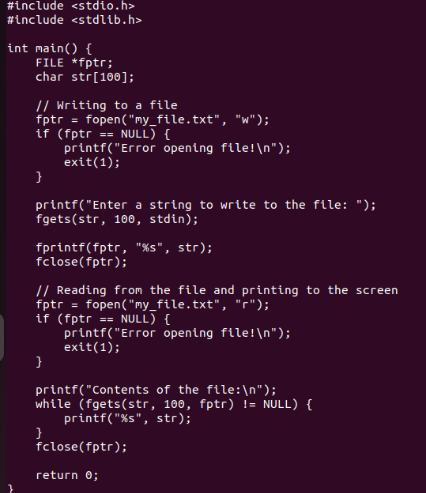 #include <stdio.h>
#include <stdlib.h>
int main() {
FILE *fptr;
char str[100];
// Writing to a file
fptr = fopen("my_file.txt", "w");
if (fptr == NULL) {
printf("Error opening file!\n");
exit(1);
}
printf("Enter a string to write to the file: ");
fgets(str, 100, stdin);
fprintf(fptr, "%s", str);
fclose(fptr);
// Reading from the file and printing to the screen
fptr = fopen("my_file.txt", "r");
if (fptr == NULL) {
printf("Error opening file!\n");
exit(1);
}
printf("Contents of the file:\n");
while (fgets(str, 100, fptr) != NULL) {
printf("%s", str);
}
fclose(fptr);
return 0;
}